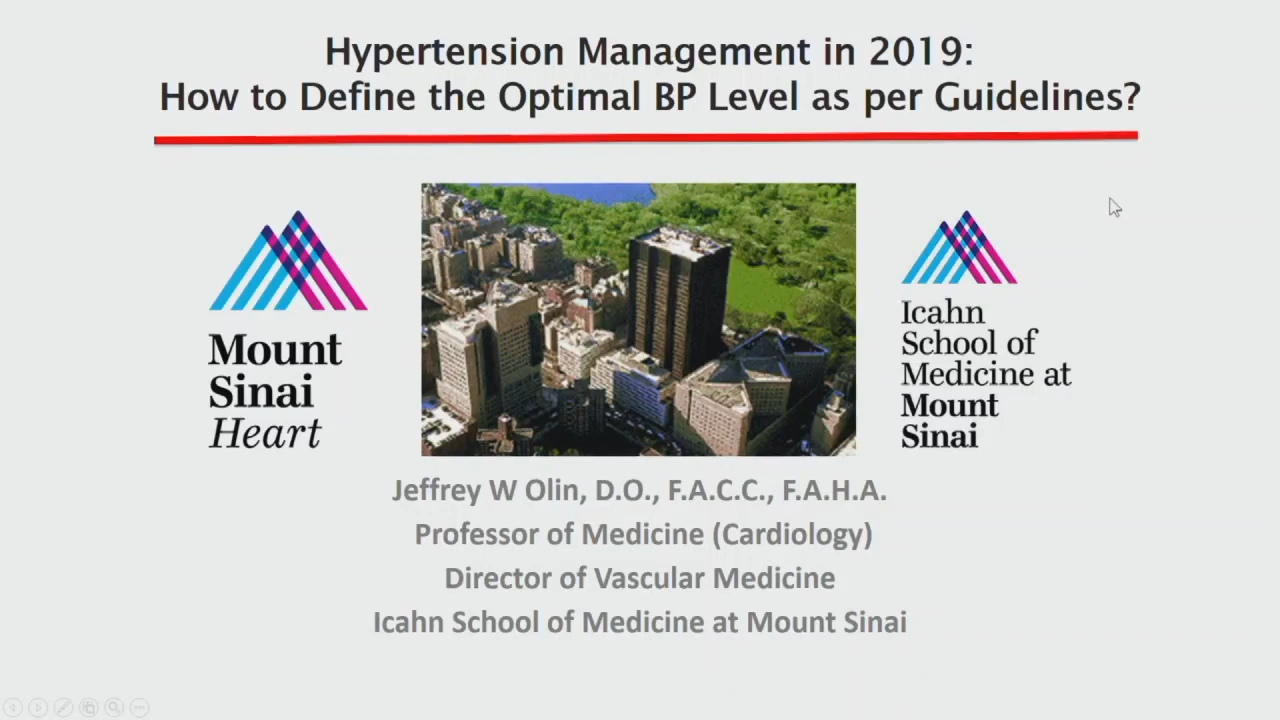 Hypertension Management in 2019:
How to Define the Optimal BP Level as per Guidelines?
Mount
Sinai
Heart
Icahn
School of
Medicine at
Mount
Sinai
Jeffrey W Olin, D.O., F.A.C.C., F.A.H.A.
Professor of Medicine (Cardiology)
Director of Vascular Medicine
Icahn School of Medicine at Mount Sinai